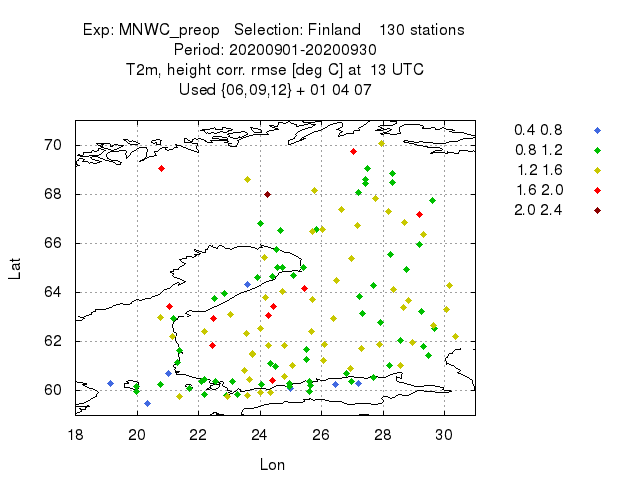 Exp: MNWC_preop   Selection: Finland    130 stations
Period: 20200901-20200930
T2m, height corr. rmse [deg C] at  13 UTC
Used {06,09,12} + 01 04 07
0.4 0.8
0.8 1.2
1.2 1.6
1.6 2.0
2.0 2.4
70
68
66
64
62
60
Lat
18 20 22 24 26 28 30
Lon